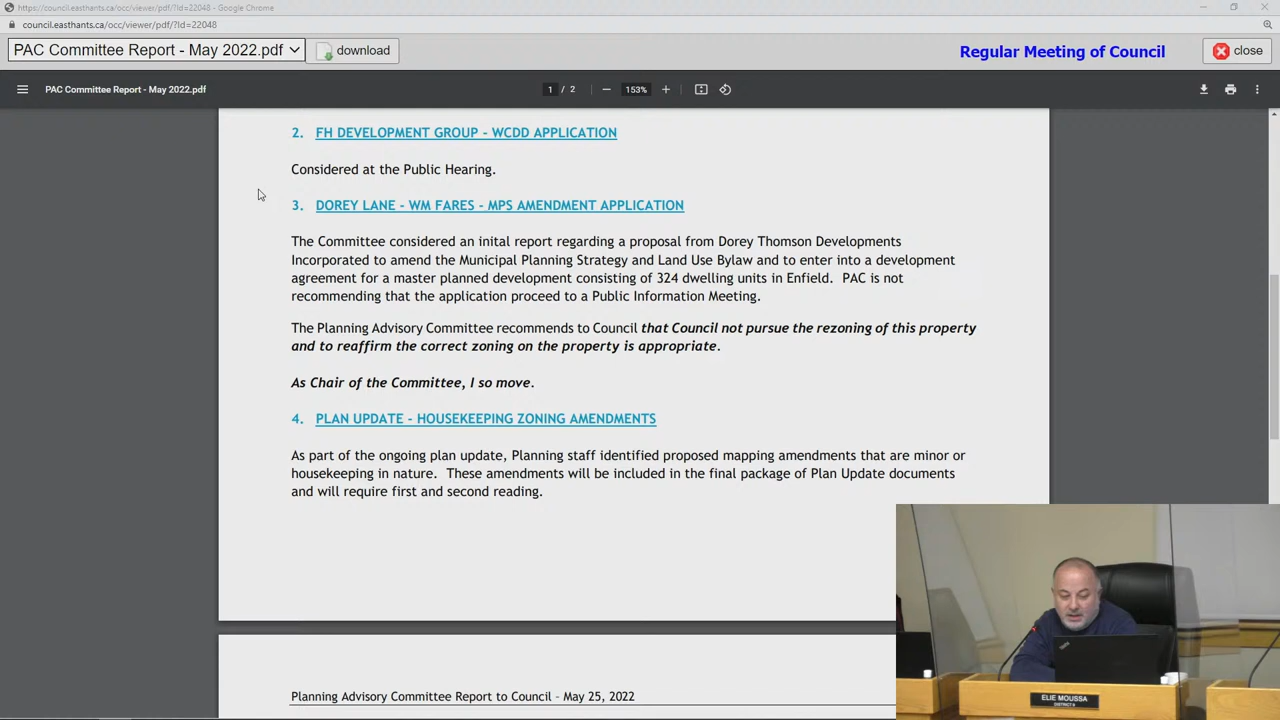 https://council.easthants.ca/occ/viewer/pdf/?Id=22048 - Google Chrome
council.easthants.ca/occ/viewer/pdf/?Id=22048
PAC Committee Report - May 2022.pdf
download
Regular Meeting of Council
close
PAC Committee Report - May 2022.pdf
1 / 2
153%
2. FH DEVELOPMENT GROUP - WCDD APPLICATION
Considered at the Public Hearing.
3. DOREY LANE - WM FARES - MPS AMENDMENT APPLICATION
The Committee considered an inital report regarding a proposal from Dorey Thomson Developments
Incorporated to amend the Municipal Planning Strategy and Land Use Bylaw and to enter into a development
agreement for a master planned development consisting of 324 dwelling units in Enfield. PAC is not
recommending that the application proceed to a Public Information Meeting.
The Planning Advisory Committee recommends to Council that Council not pursue the rezoning of this property
and to reaffirm the correct zoning on the property is appropriate.
As Chair of the Committee, I so move.
4. PLAN UPDATE - HOUSEKEEPING ZONING AMENDMENTS
As part of the ongoing plan update, Planning staff identified proposed mapping amendments that are minor or
housekeeping in nature. These amendments will be included in the final package of Plan Update documents
and will require first and second reading.
Planning Advisory Committee Report to Council - May 25, 2022
ELIE MOUSSA